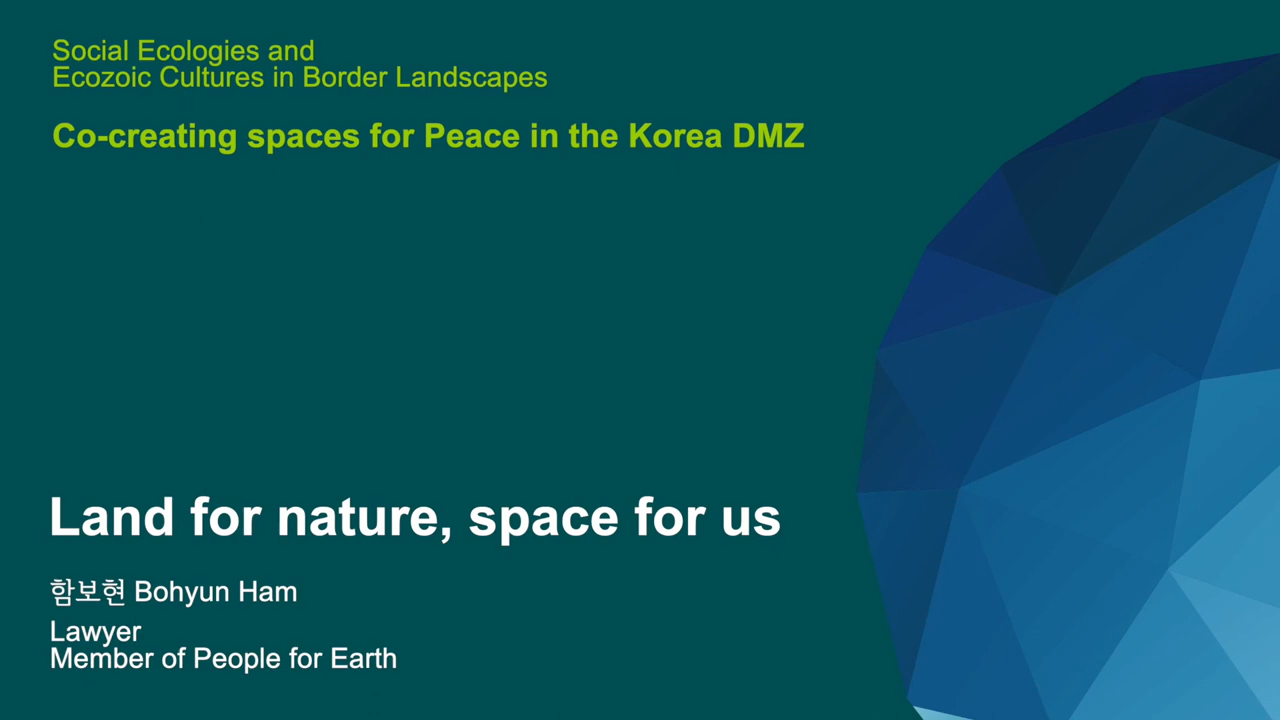 Social Ecologies and
Ecozoic Cultures in Border Landscapes
Co-creating spaces for Peace in the Korea DMZ
Land for nature, space for us
함보현 Bohyun Ham
Lawyer
Member of People for Earth